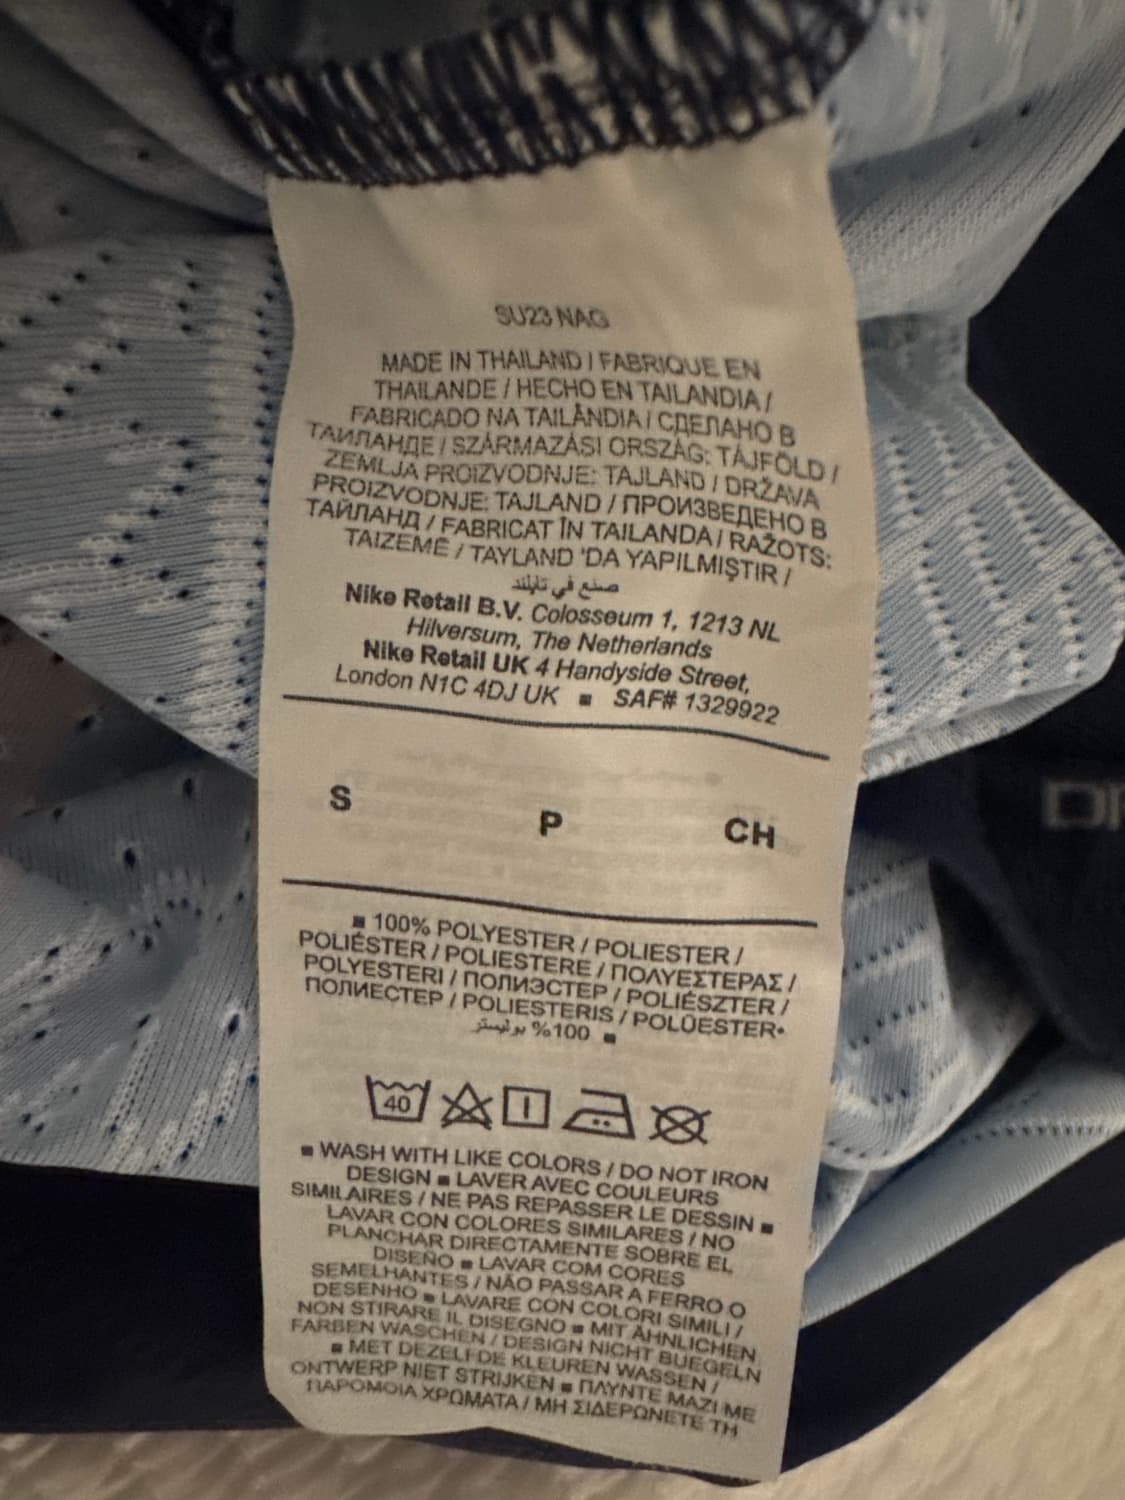 SU23 NAG
MADE IN THAILAND / FABRIQUE EN
THAILANDE / HECHO EN TAILANDIA /
FABRICADO NA TAILÂNDIA / СДЕЛАНО В
ТАИЛАНДЕ / SZÁRMAZÁSI ORSZÁG: TÁJFÖLD /
ZEMLJA PROIZVODNJE: TAJLAND / DRŽAVA
PROIZVODNJE: TAJLAND / ПРОИЗВЕДЕНО В
ТАЙЛАНД / FABRICAT ÎN TAILANDA / RAŽOTS:
TAIZEMĒ / TAYLAND 'DA YAPILMIŞTIR /
صنع في تايلند
Nike Retail B.V. Colosseum 1, 1213 NL
Hilversum, The Netherlands
Nike Retail UK 4 Handyside Street,
London N1C 4DJ UK ■ SAF# 1329922
S P CH
■ 100% POLYESTER / POLIESTER /
POLIÉSTER / POLIESTERE / ΠΟΛΥΕΣΤΕΡΑΣ /
POLYESTERI / ПОЛИЭСТЕР / POLIÉSZTER /
ПОЛИЕСТЕР / POLIESTERIS / POLÜESTER•
100% بوليستر ■
40
■ WASH WITH LIKE COLORS / DO NOT IRON
DESIGN ■ LAVER AVEC COULEURS
SIMILAIRES / NE PAS REPASSER LE DESSIN ■
LAVAR CON COLORES SIMILARES / NO
PLANCHAR DIRECTAMENTE SOBRE EL
DISEÑO ■ LAVAR COM CORES
SEMELHANTES / NÃO PASSAR A FERRO O
DESENHO ■ LAVARE CON COLORI SIMILI /
NON STIRARE IL DISEGNO ■ MIT ÄHNLICHEN
FARBEN WASCHEN / DESIGN NICHT BUEGELN
■ MET DEZELFDE KLEUREN WASSEN /
ONTWERP NIET STRIJKEN ■ ΠΛΥΝΤΕ ΜΑΖΙ ΜΕ
ΠΑΡΟΜΟΙΑ ΧΡΩΜΑΤΑ / ΜΗ ΣΙΔΕΡΩΝΕΤΕ ΤΗ